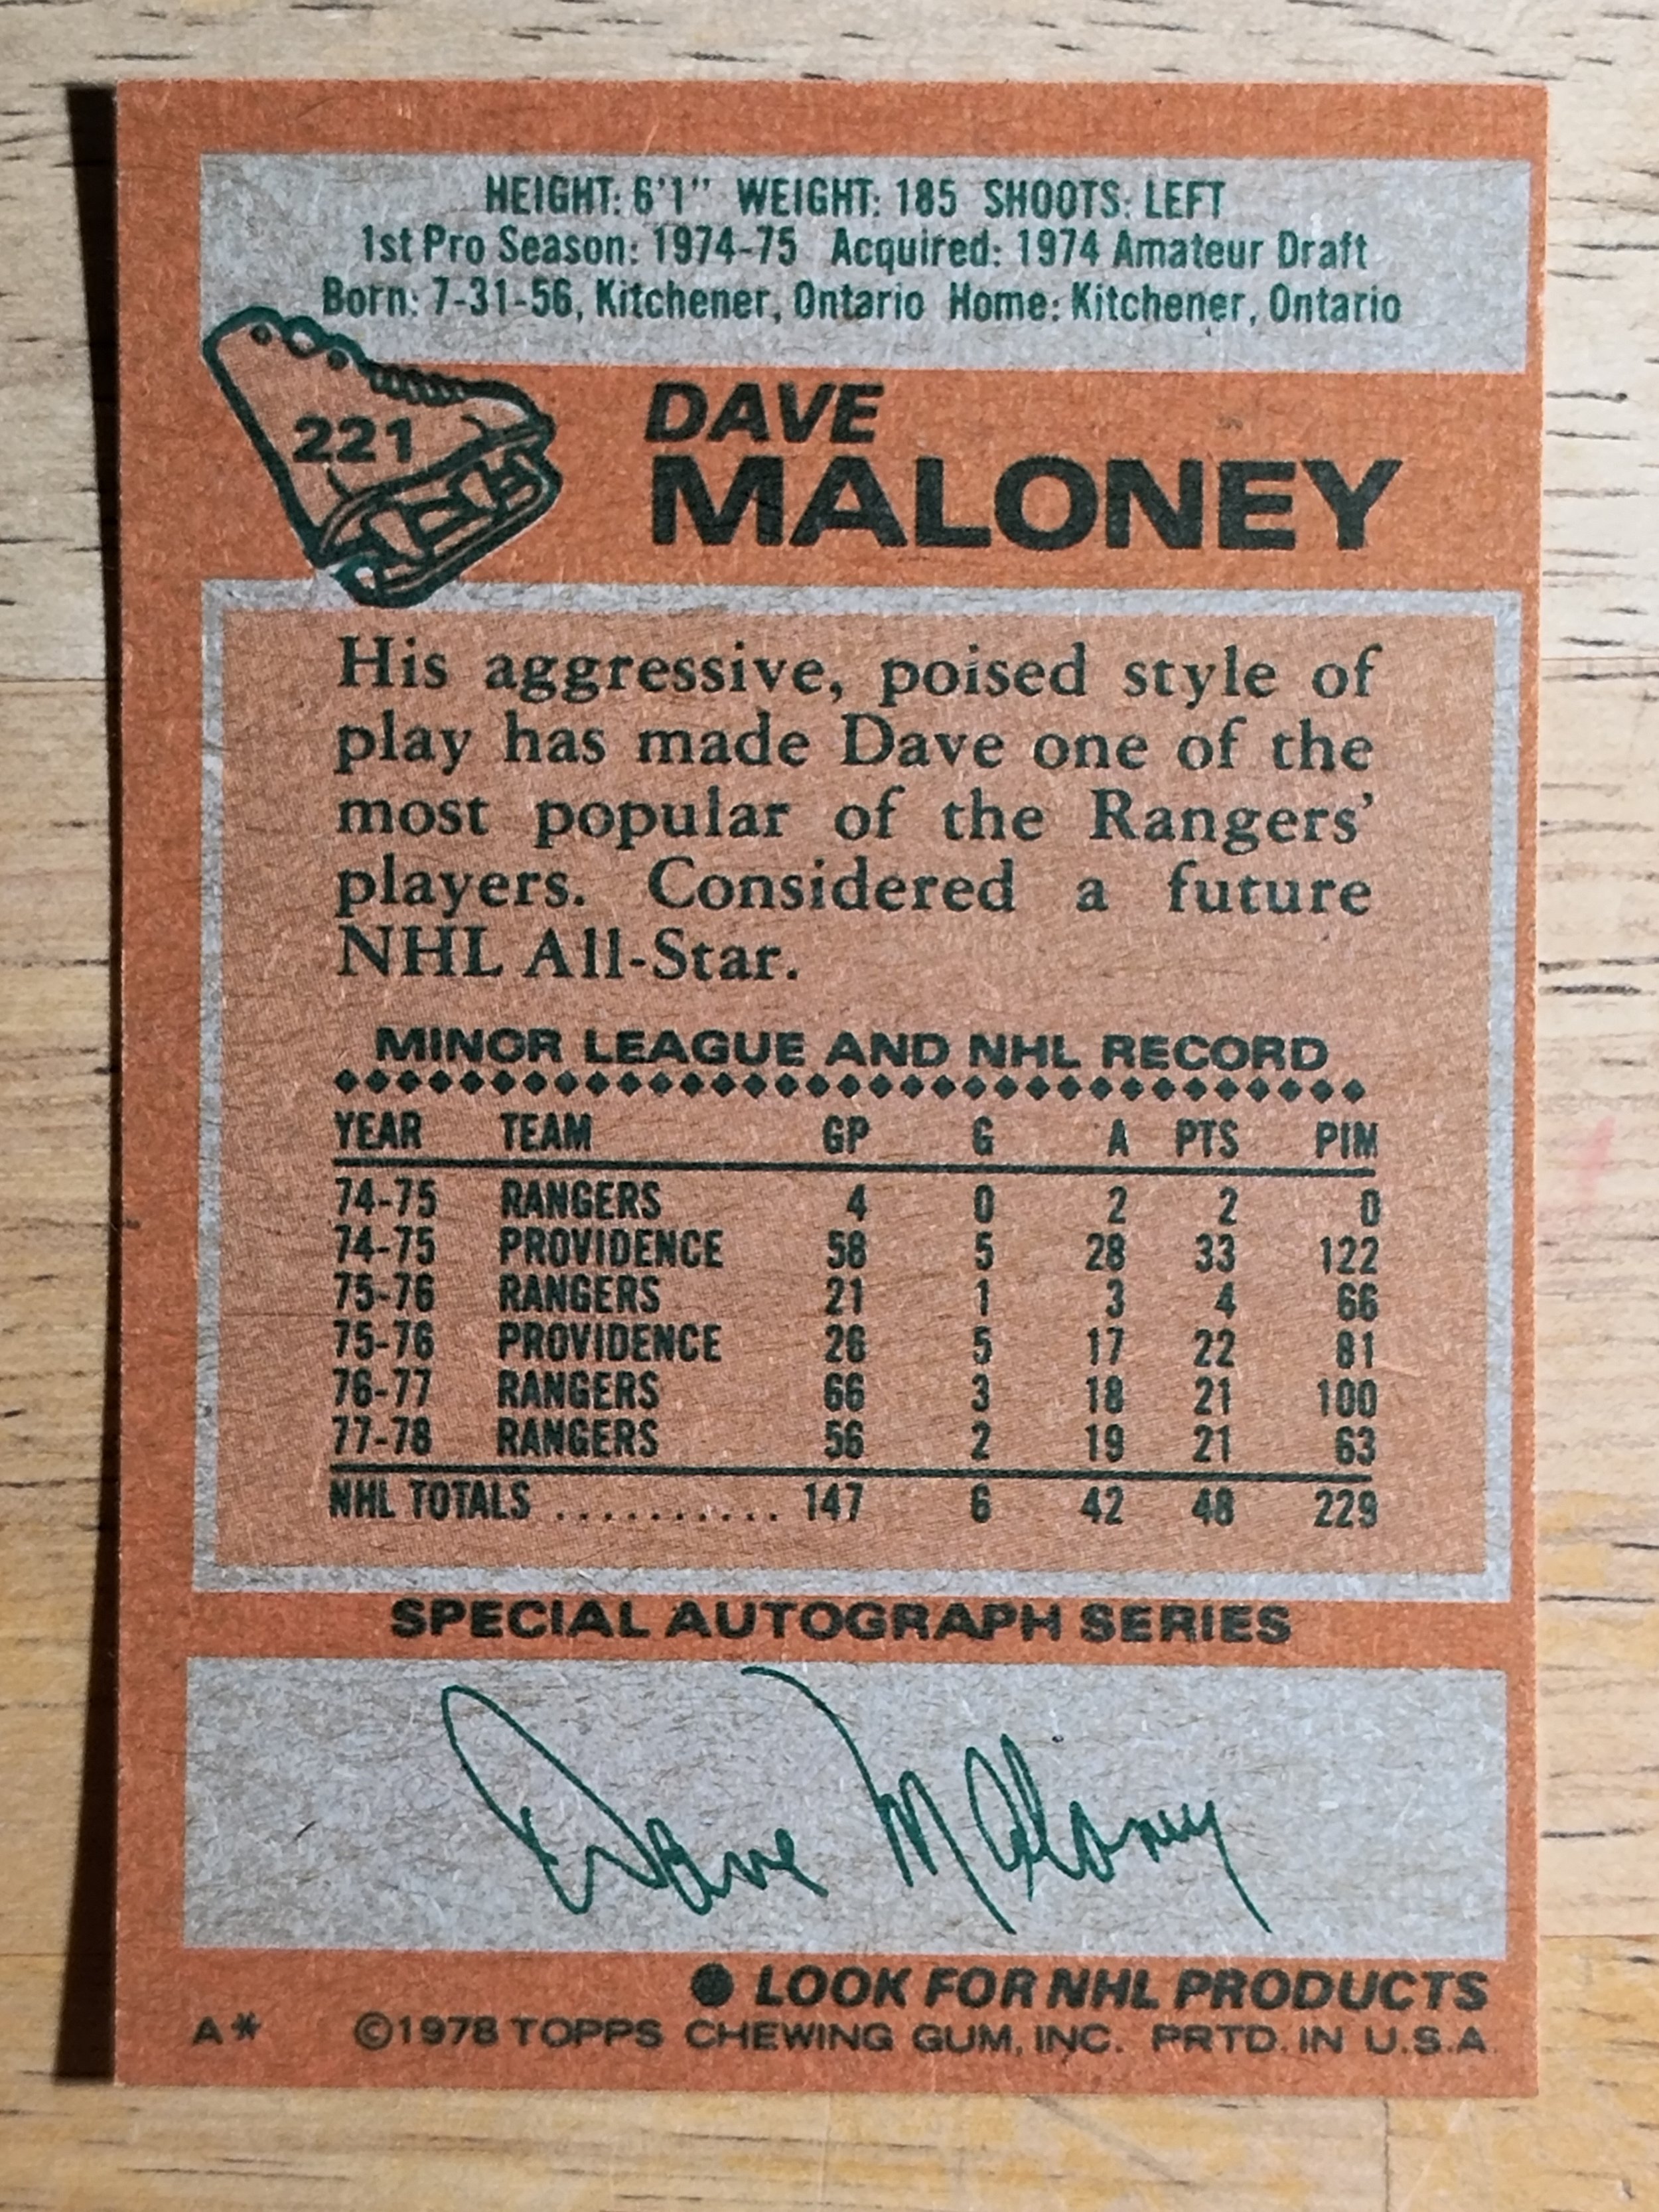 HEIGHT: 6'1" WEIGHT: 185 SHOOTS: LEFT
1st Pro Season: 1974-75 Acquired: 1974 Amateur Draft
Born: 7-31-56, Kitchener, Ontario Home: Kitchener, Ontario
221
DAVE
MALONEY
His aggressive, poised style of
play has made Dave one of the
most popular of the Rangers'
players. Considered a future
NHL All-Star.
MINOR LEAGUE AND NHL RECORD
YEAR TEAM GP G A PTS PIM
74-75 RANGERS 4 0 2 2 0
74-75 PROVIDENCE 58 5 28 33 122
75-76 RANGERS 21 1 3 4 66
75-76 PROVIDENCE 26 5 17 22 81
76-77 RANGERS 66 3 18 21 100
77-78 RANGERS 56 2 19 21 63
NHL TOTALS .......... 147 6 42 48 229
SPECIAL AUTOGRAPH SERIES
Dave Maloney
● LOOK FOR NHL PRODUCTS
A* ©1978 TOPPS CHEWING GUM, INC. PRTD. IN U.S.A.